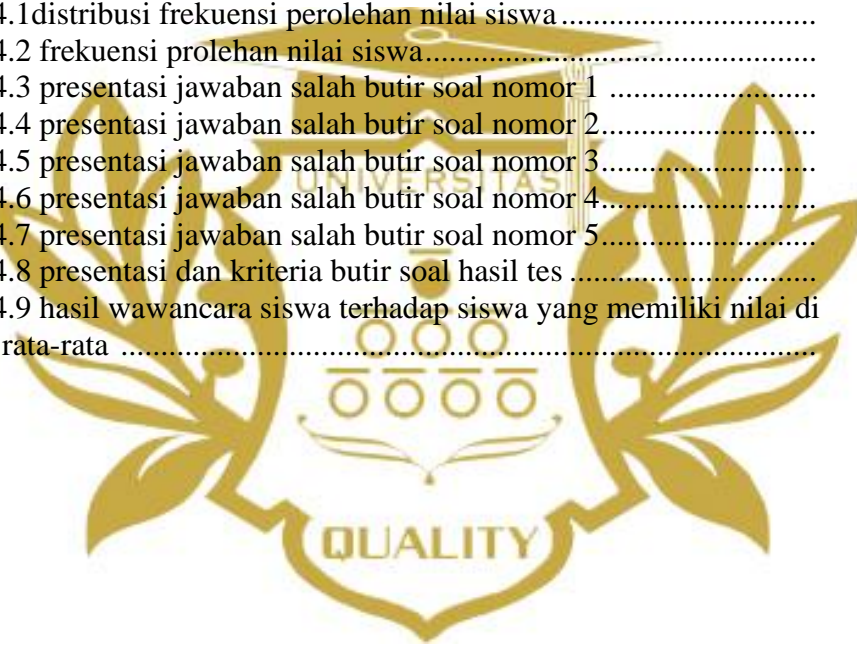 4.1distribusi frekuensi perolehan nilai siswa ..............................
4.2 frekuensi prolehan nilai siswa..............................................
4.3 presentasi jawaban salah butir soal nomor 1 ........................
4.4 presentasi jawaban salah butir soal nomor 2.........................
4.5 presentasi jawaban salah butir soal nomor 3.........................
UNIVERSITAS
4.6 presentasi jawaban salah butir soal nomor 4.........................
4.7 presentasi jawaban salah butir soal nomor 5.........................
4.8 presentasi dan kriteria butir soal hasil tes .............................
4.9 hasil wawancara siswa terhadap siswa yang memiliki nilai di
rata-rata ..................................................................................
QUALITY